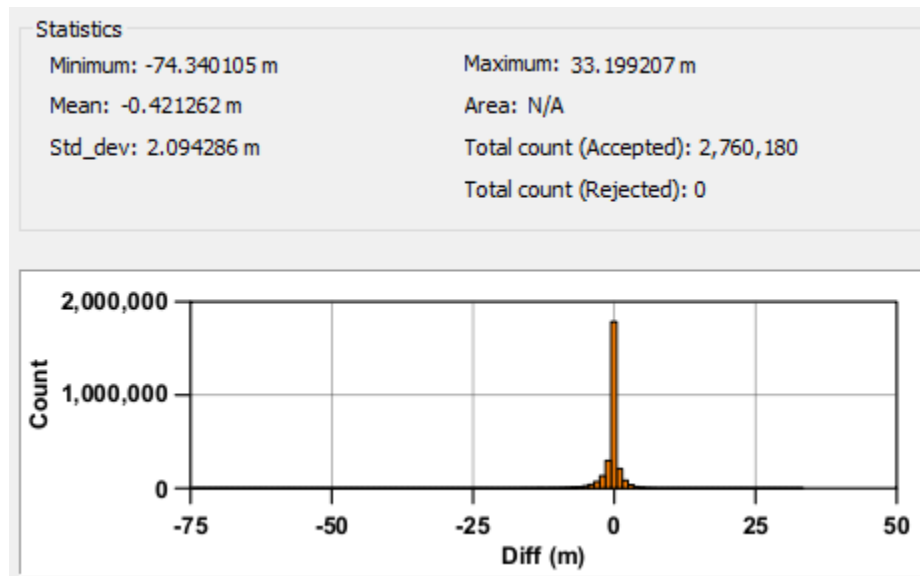 Statistics
Minimum: -74.340105 m
Maximum: 33.199207 m
Mean: -0.421262 m
Area: N/A
Std_dev: 2.094286 m
Total count (Accepted): 2,760,180
Total count (Rejected): 0
2,000,000
1,000,000
0
Count
-75 -50 -25 0 25 50
Diff (m)